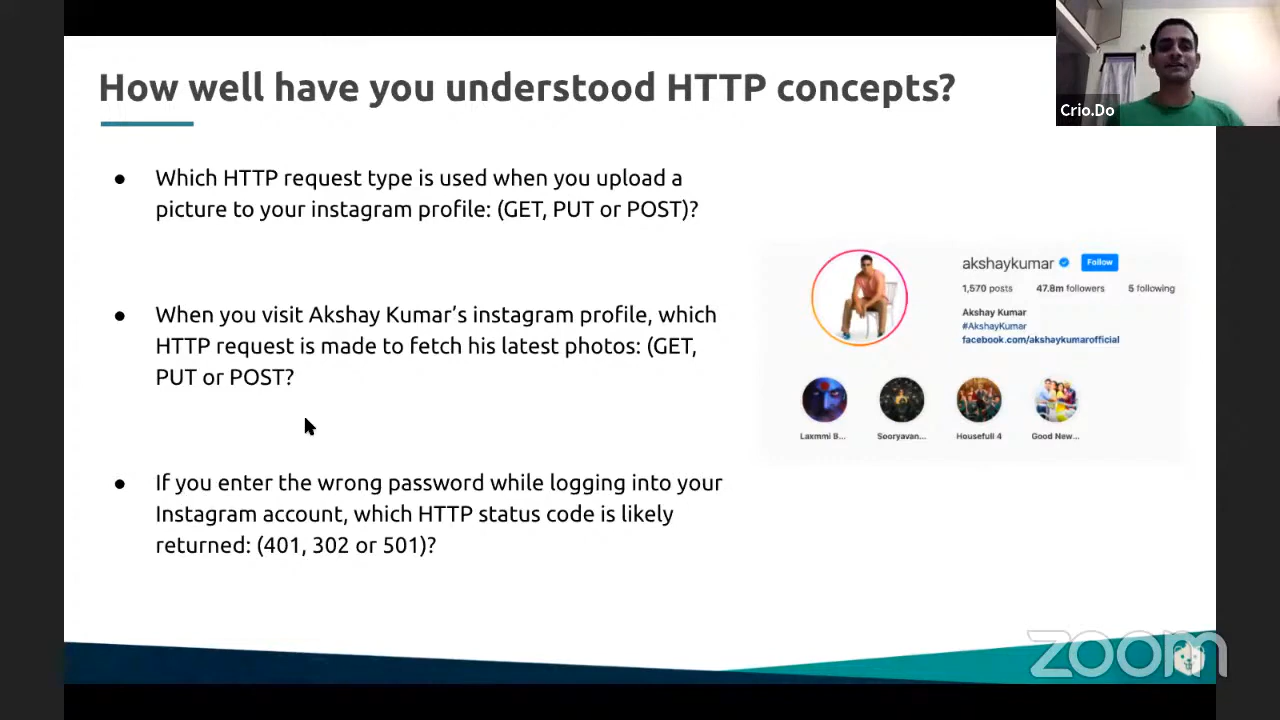 How well have you understood HTTP concepts?
Crio.Do
● Which HTTP request type is used when you upload a
picture to your instagram profile: (GET, PUT or POST)?
● When you visit Akshay Kumar’s instagram profile, which
HTTP request is made to fetch his latest photos: (GET,
PUT or POST?
● If you enter the wrong password while logging into your
Instagram account, which HTTP status code is likely
returned: (401, 302 or 501)?
akshaykumar Follow
1,570 posts 47.8m followers 5 following
Akshay Kumar
#AkshayKumar
facebook.com/akshaykumarofficial
Laxmmi B... Sooryavan... Housefull 4 Good New...
zoom